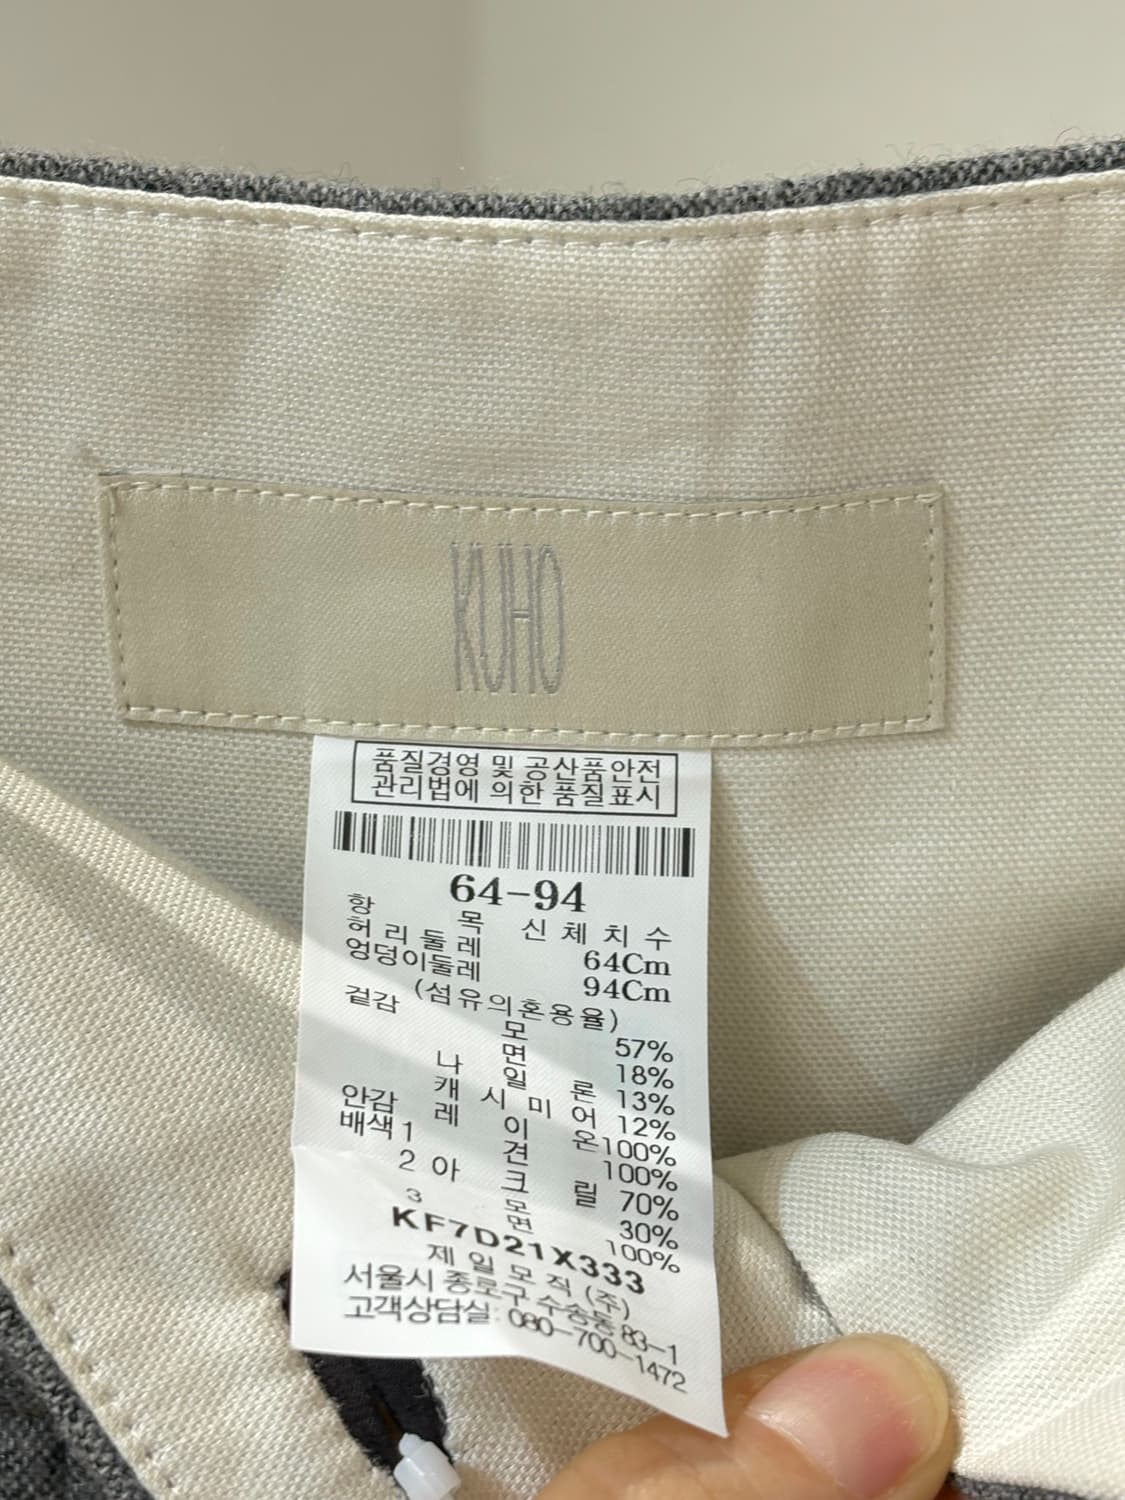 KUHO
품질경영 및 공산품안전
관리법에 의한 품질표시
64-94
항 목 신체치수
허리둘레 64Cm
엉덩이둘레 94Cm
(섬유의혼용율)
겉감 모 57%
면 18%
나일론 13%
캐시미어 12%
안감 레이온 100%
배색1 견 100%
2 아크릴 70%
모 30%
3 면 100%
KF7D21X333
제일모직(주)
서울시 종로구 수송동 83-1
고객상담실: 080-700-1472